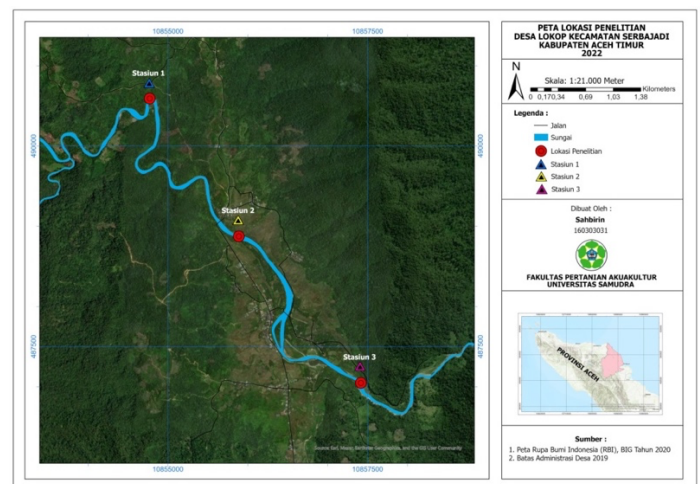 10855000
10857500
Stasiun 1
490000
490000
Stasiun 2
487500
487500
Stasiun 3
10855000
10857500
PETA LOKASI PENELITIAN
DESA LOKOP KECAMATAN SERBAJADI
KABUPATEN ACEH TIMUR
2022
N
Skala: 1:21.000 Meter
Kilometers
0 0,170,34 0,69 1,03 1,38
Legenda :
Jalan
Sungai
Lokasi Penelitian
Stasiun 1
Stasiun 2
Stasiun 3
Dibuat Oleh :
Sahbirin
160303031
FAKULTAS PERTANIAN AKUAKULTUR
UNIVERSITAS SAMUDRA
PROVINSI ACEH
Sumber :
1. Peta Rupa Bumi Indonesia (RBI), BIG Tahun 2020
2. Batas Administrasi Desa 2019